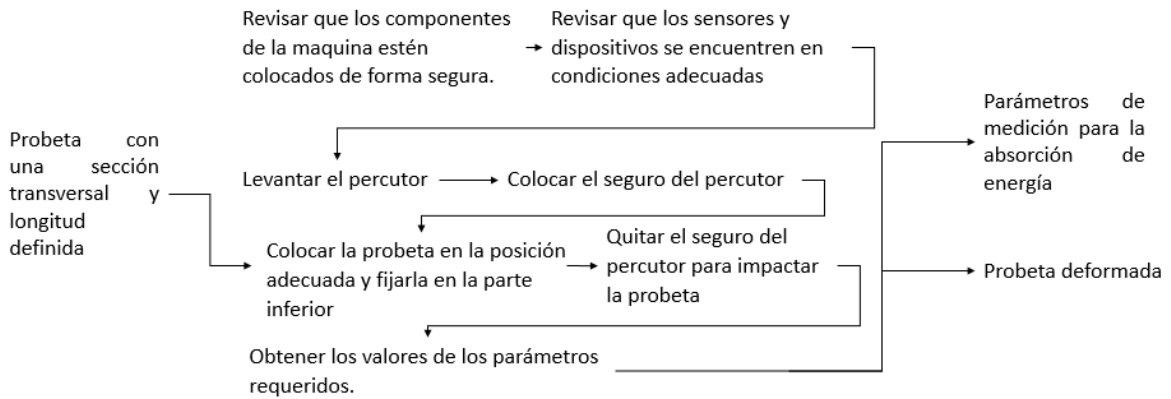 Revisar que los componentes
de la maquina estén
colocados de forma segura.
Revisar que los sensores y
dispositivos se encuentren en
condiciones adecuadas
Probeta con
una sección
transversal y
longitud
definida
Levantar el percutor
Colocar el seguro del percutor
Colocar la probeta en la posición
adecuada y fijarla en la parte
inferior
Quitar el seguro del
percutor para impactar
la probeta
Obtener los valores de los parámetros
requeridos.
Parámetros de
medición para la
absorción de
energía
Probeta deformada